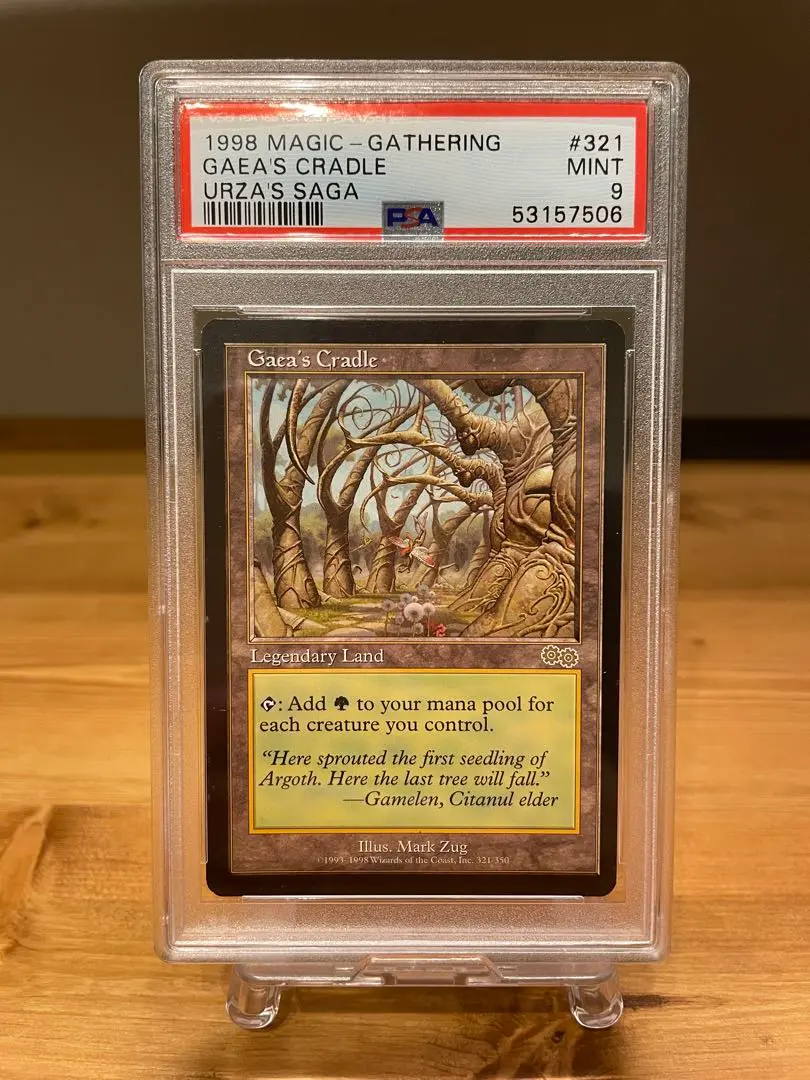 1998 MAGIC - GATHERING #321
GAEA'S CRADLE MINT
URZA'S SAGA 9
PSA 53157506
Gaea's Cradle
Legendary Land
: Add to your mana pool for
each creature you control.
“Here sprouted the first seedling of
Argoth. Here the last tree will fall.”
—Gamelen, Citanul elder
Illus. Mark Zug
©1993-1998 Wizards of the Coast, Inc. 321/350